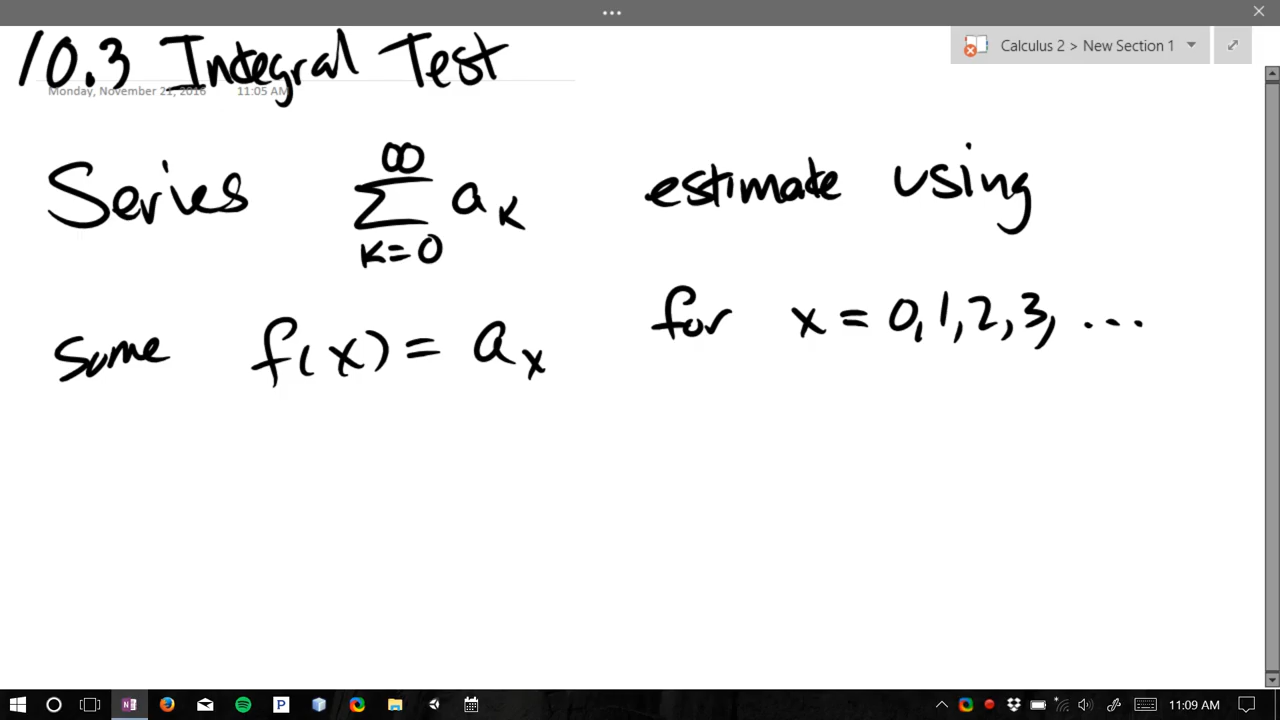 Calculus 2 > New Section 1
10.3 Integral Test
Monday, November 21, 2016 11:05 AM
Series ∞ Σ k=0 a_k estimate using
some f(x) = a_x for x = 0, 1, 2, 3, ...
P
11:09 AM